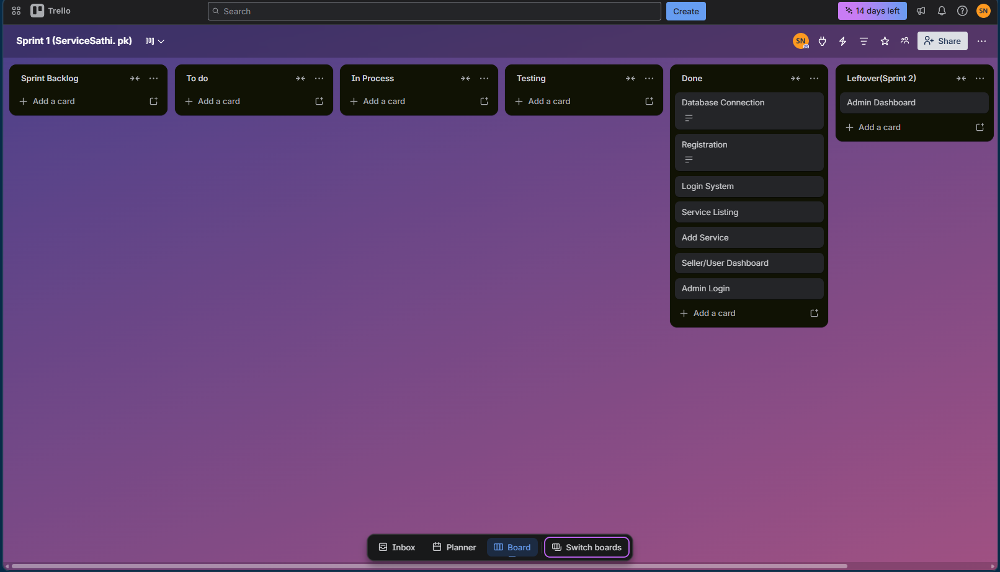 Trello
Search
Create
14 days left
SN
Sprint 1 (ServiceSathi. pk)
SN
Share
Sprint Backlog
Add a card
To do
Add a card
In Process
Add a card
Testing
Add a card
Done
Database Connection
Registration
Login System
Service Listing
Add Service
Seller/User Dashboard
Admin Login
Add a card
Leftover(Sprint 2)
Admin Dashboard
Add a card
Inbox
Planner
Board
Switch boards